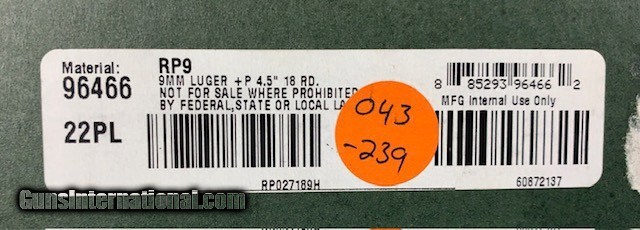 Material:
96466
22PL
RP9
9MM LUGER +P 4.5" 18 RD.
NOT FOR SALE WHERE PROHIBITED
BY FEDERAL,STATE OR LOCAL
RP027189H
043
-239
8 85293 96466 2
MFG Internal Use Only
60872137
GunsInternational.com